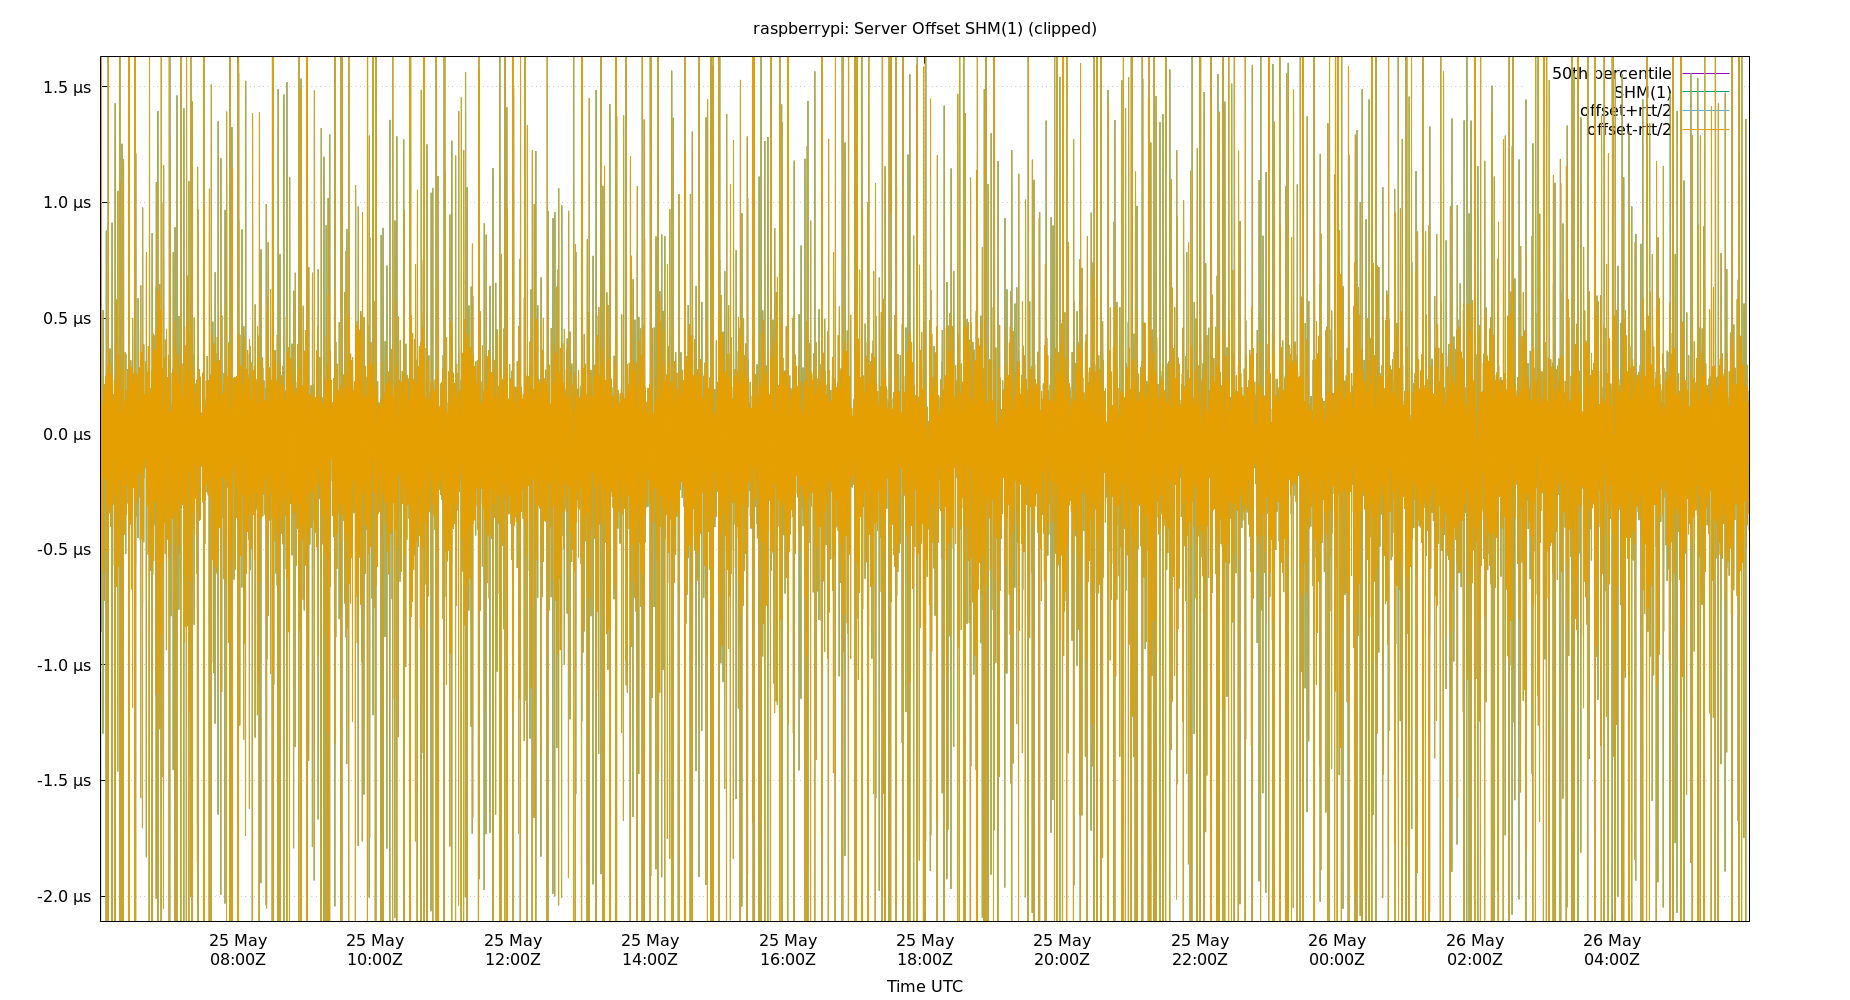 raspberrypi: Server Offset SHM(1) (clipped)
50th percentile
SHM(1)
offset+rtt/2
offset-rtt/2
1.5 µs
1.0 µs
0.5 µs
0.0 µs
-0.5 µs
-1.0 µs
-1.5 µs
-2.0 µs
25 May 25 May 25 May 25 May 25 May 25 May 25 May 25 May 26 May 26 May 26 May
08:00Z 10:00Z 12:00Z 14:00Z 16:00Z 18:00Z 20:00Z 22:00Z 00:00Z 02:00Z 04:00Z
Time UTC